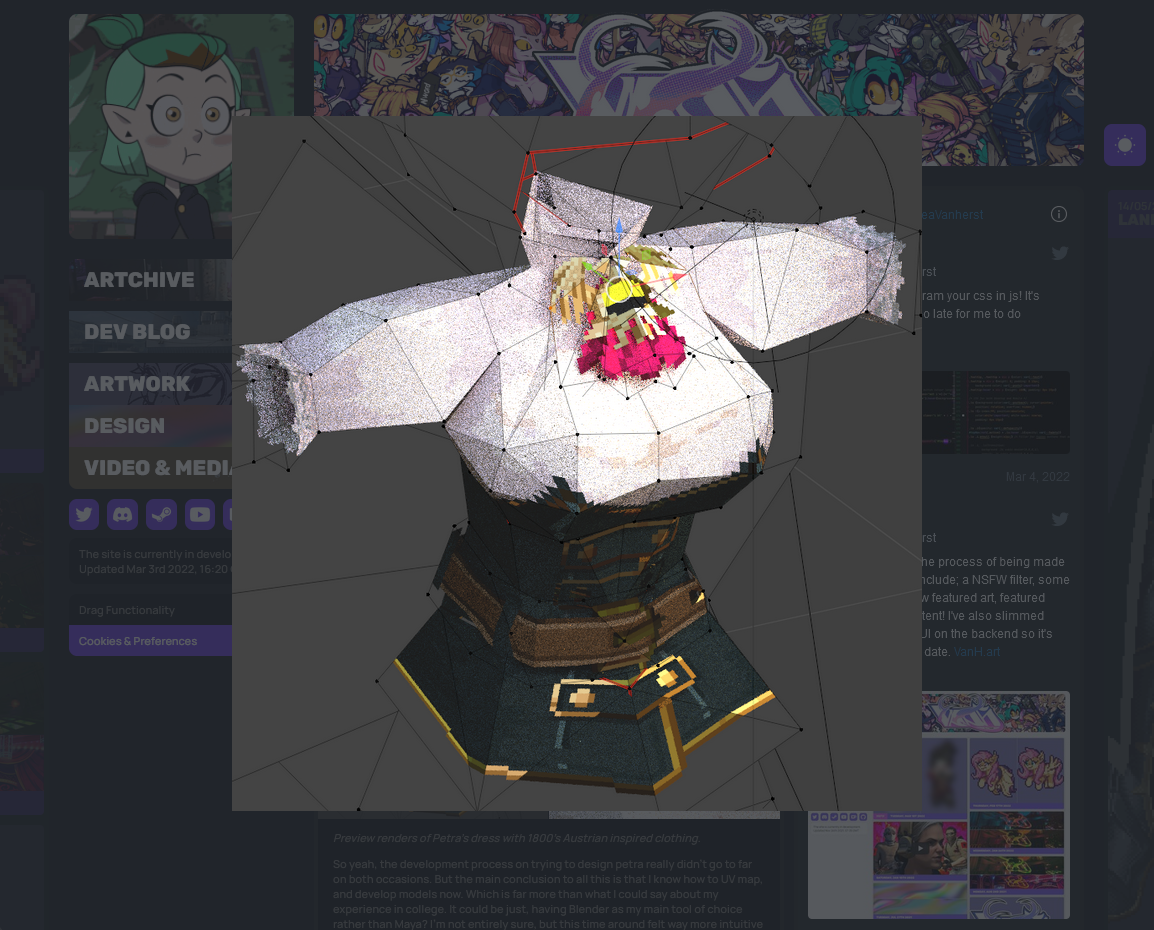 ARTCHIVE
DEV BLOG
ARTWORK
DESIGN
VIDEO & MEDIA
The site is currently in develo
Updated Mar 3rd 2022, 16:20
Drag Functionality
Cookies & Preferences
eaVanherst
rst
ram your css in js! It's
o late for me to do
Mar 4, 2022
rst
he process of being made
nclude; a NSFW filter, some
w featured art, featured
tent! I've also slimmed
UI on the backend so it's
date. vanH.art
Preview renders of Petra's dress with 1800's Austrian inspired clothing.
So yeah, the development process on trying to design petra really didn't go to far
on both occasions. But the main conclusion to all this is that I know how to UV map,
and develop models now. Which is far more than what I could say about my
experience in college. It could be just, having Blender as my main tool of choice
rather than Maya? I'm not entirely sure, but this time around felt way more intuitive